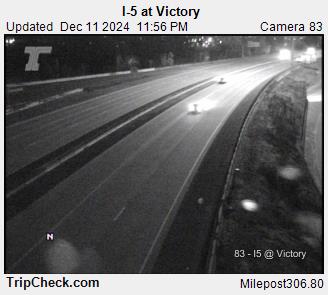 I-5 at Victory
Updated Dec 11 2024 11:56 PM Camera 83
T
N
83 - I5 @ Victory
TripCheck.com Milepost306.80